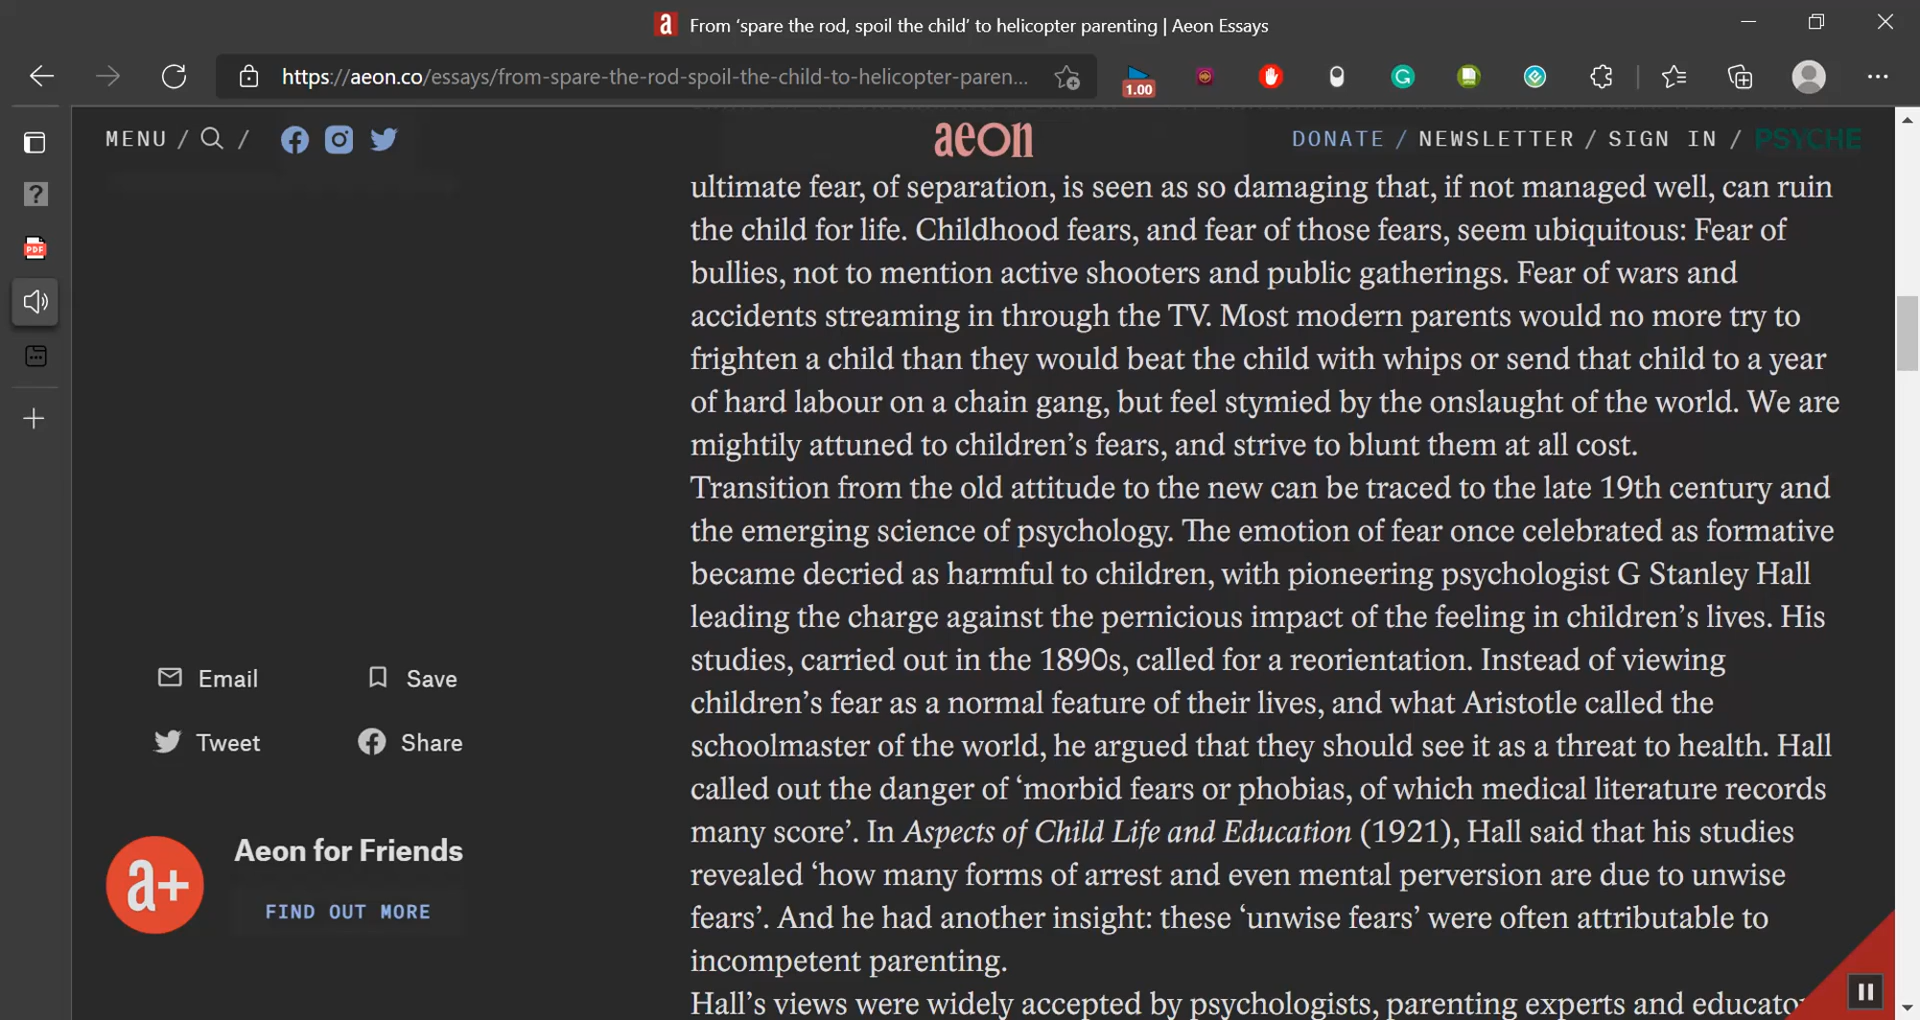 From ‘spare the rod, spoil the child’ to helicopter parenting | Aeon Essays
https://aeon.co/essays/from-spare-the-rod-spoil-the-child-to-helicopter-paren...
1.00
MENU / /
aeon
DONATE / NEWSLETTER / SIGN IN / PSYCHE
PDF
ultimate fear, of separation, is seen as so damaging that, if not managed well, can ruin
the child for life. Childhood fears, and fear of those fears, seem ubiquitous: Fear of
bullies, not to mention active shooters and public gatherings. Fear of wars and
accidents streaming in through the TV. Most modern parents would no more try to
frighten a child than they would beat the child with whips or send that child to a year
of hard labour on a chain gang, but feel stymied by the onslaught of the world. We are
mightily attuned to children’s fears, and strive to blunt them at all cost.
Transition from the old attitude to the new can be traced to the late 19th century and
the emerging science of psychology. The emotion of fear once celebrated as formative
became decried as harmful to children, with pioneering psychologist G Stanley Hall
leading the charge against the pernicious impact of the feeling in children’s lives. His
studies, carried out in the 1890s, called for a reorientation. Instead of viewing
children’s fear as a normal feature of their lives, and what Aristotle called the
schoolmaster of the world, he argued that they should see it as a threat to health. Hall
called out the danger of ‘morbid fears or phobias, of which medical literature records
many score’. In Aspects of Child Life and Education (1921), Hall said that his studies
revealed ‘how many forms of arrest and even mental perversion are due to unwise
fears’. And he had another insight: these ‘unwise fears’ were often attributable to
incompetent parenting.
Hall’s views were widely accepted by psychologists, parenting experts and educato
Email
Save
Tweet
Share
a+
Aeon for Friends
FIND OUT MORE